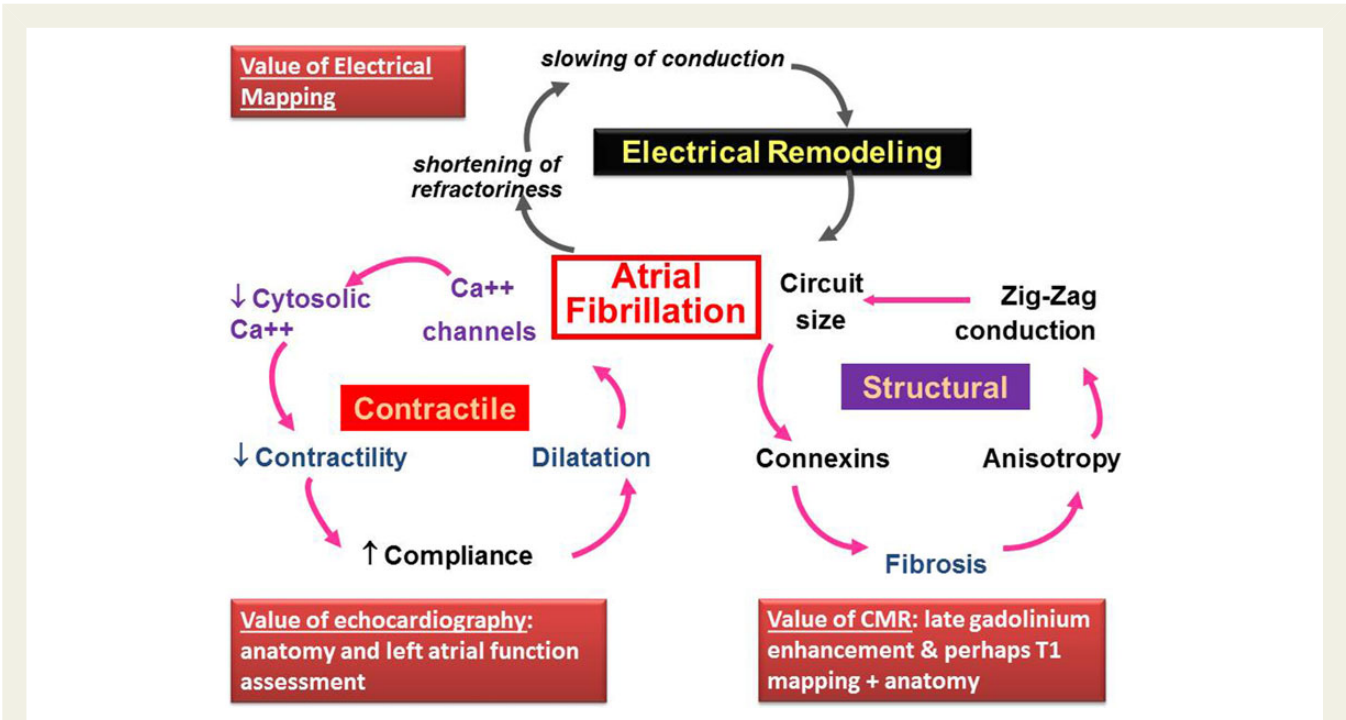 Value of Electrical
Mapping
slowing of conduction
Electrical Remodeling
shortening of
refractoriness
Atrial
Fibrillation
↓ Cytosolic
Ca++
Ca++
channels
Circuit
size
Zig-Zag
conduction
Contractile
Structural
↓ Contractility
Dilatation
Connexins
Anisotropy
↑ Compliance
Fibrosis
Value of echocardiography:
anatomy and left atrial function
assessment
Value of CMR: late gadolinium
enhancement & perhaps T1
mapping + anatomy